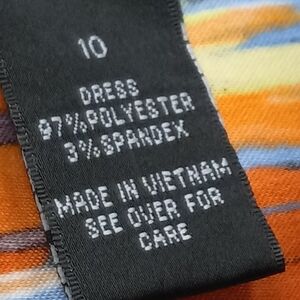 10
DRESS
97%POLYESTER
3%SPANDEX
MADE IN VIETNAM
SEE OVER FOR
CARE